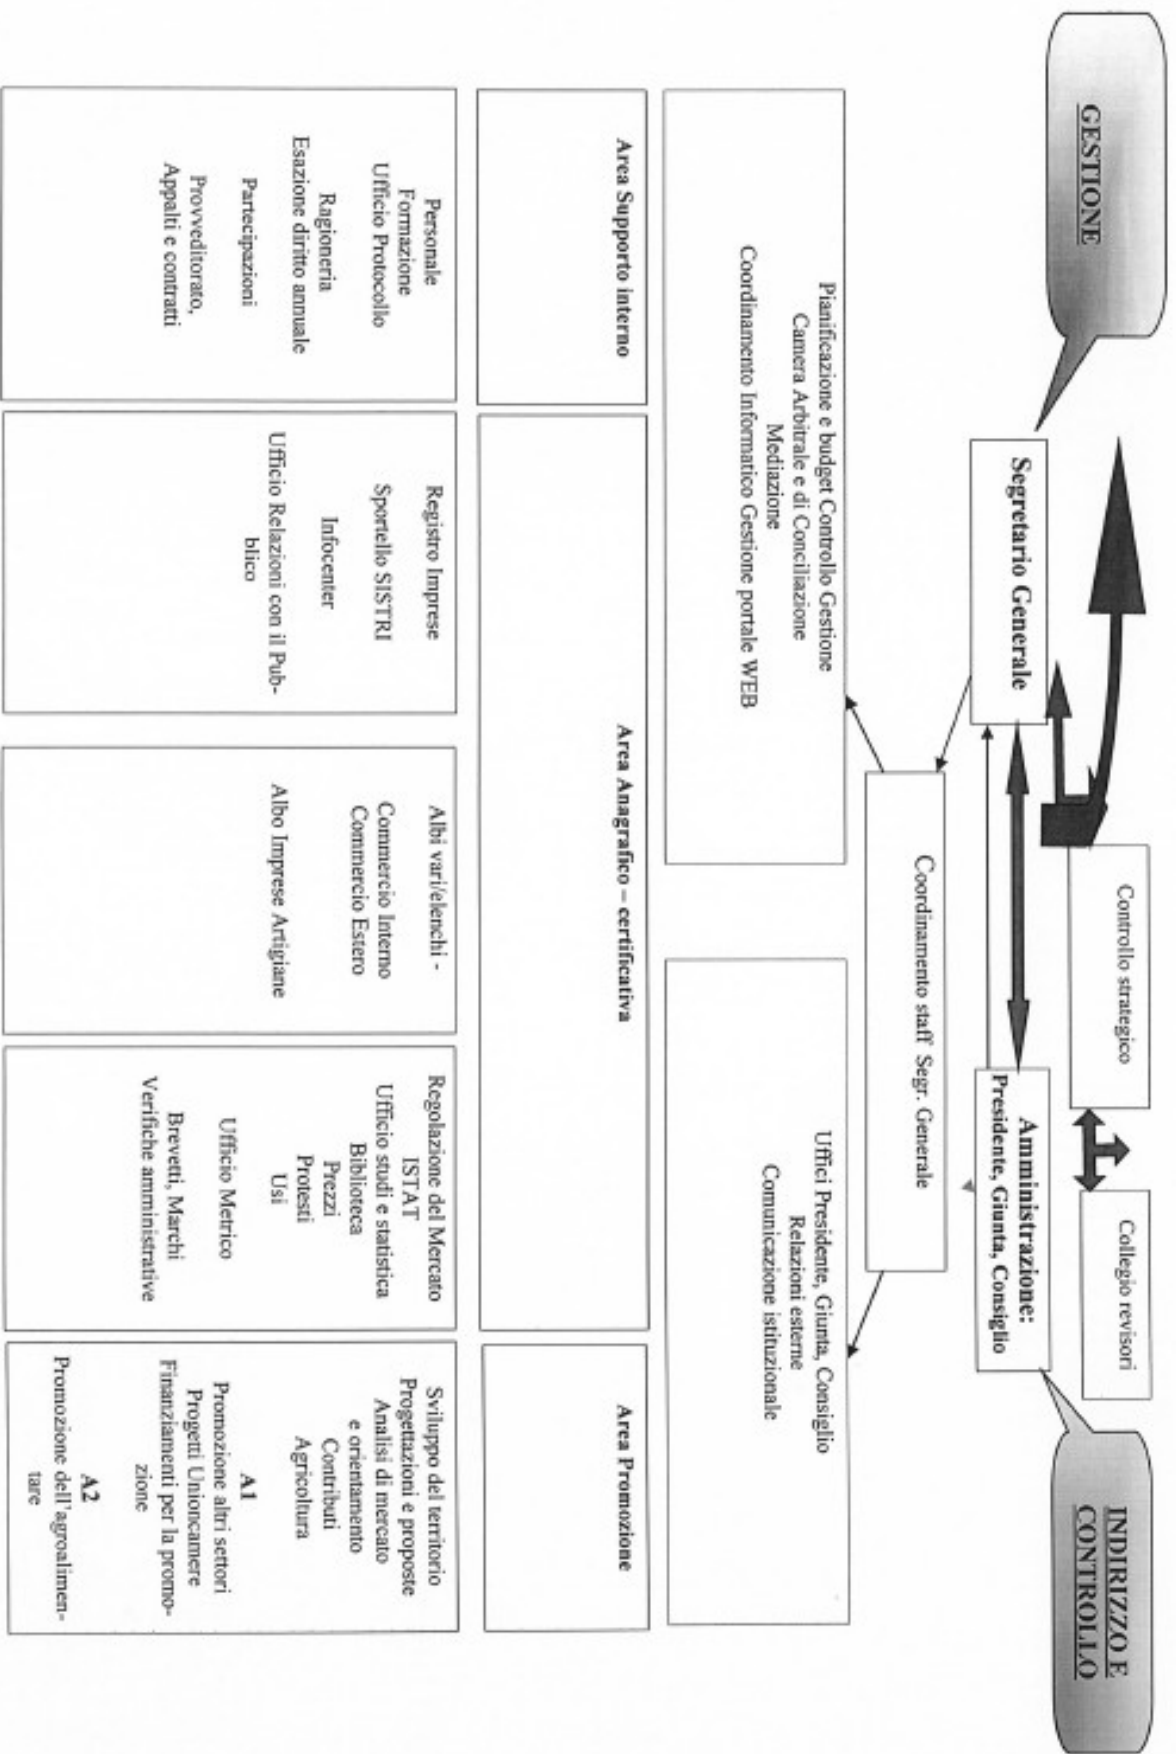 GESTIONE
INDIRIZZO E
CONTROLLO
Controllo strategico
Collegio revisori
Segretario Generale
Amministrazione:
Presidente, Giunta, Consiglio
Coordinamento staff Segr. Generale
Pianificazione e budget Controllo Gestione
Camera Arbitrale e di Conciliazione
Mediazione
Coordinamento Informatico Gestione portale WEB
Uffici Presidente, Giunta, Consiglio
Relazioni esterne
Comunicazione istituzionale
Area Supporto interno
Area Anagrafico – certificativa
Area Promozione
Personale
Formazione
Ufficio Protocollo
Ragioneria
Esazione diritto annuale
Partecipazioni
Provveditorato,
Appalti e contratti
Registro Imprese
Sportello SISTRI
Infocenter
Ufficio Relazioni con il Pub-
blico
Albi vari/elenchi -
Commercio Interno
Commercio Estero
Albo Imprese Artigiane
Regolazione del Mercato
ISTAT
Ufficio studi e statistica
Biblioteca
Prezzi
Protesti
Usi
Ufficio Metrico
Brevetti, Marchi
Verifiche amministrative
Sviluppo del territorio
Progettazioni e proposte
Analisi di mercato
e orientamento
Contributi
Agricoltura
A1
Promozione altri settori
Progetti Unioncamere
Finanziamenti per la promo-
zione
A2
Promozione dell'agroalimen-
tare